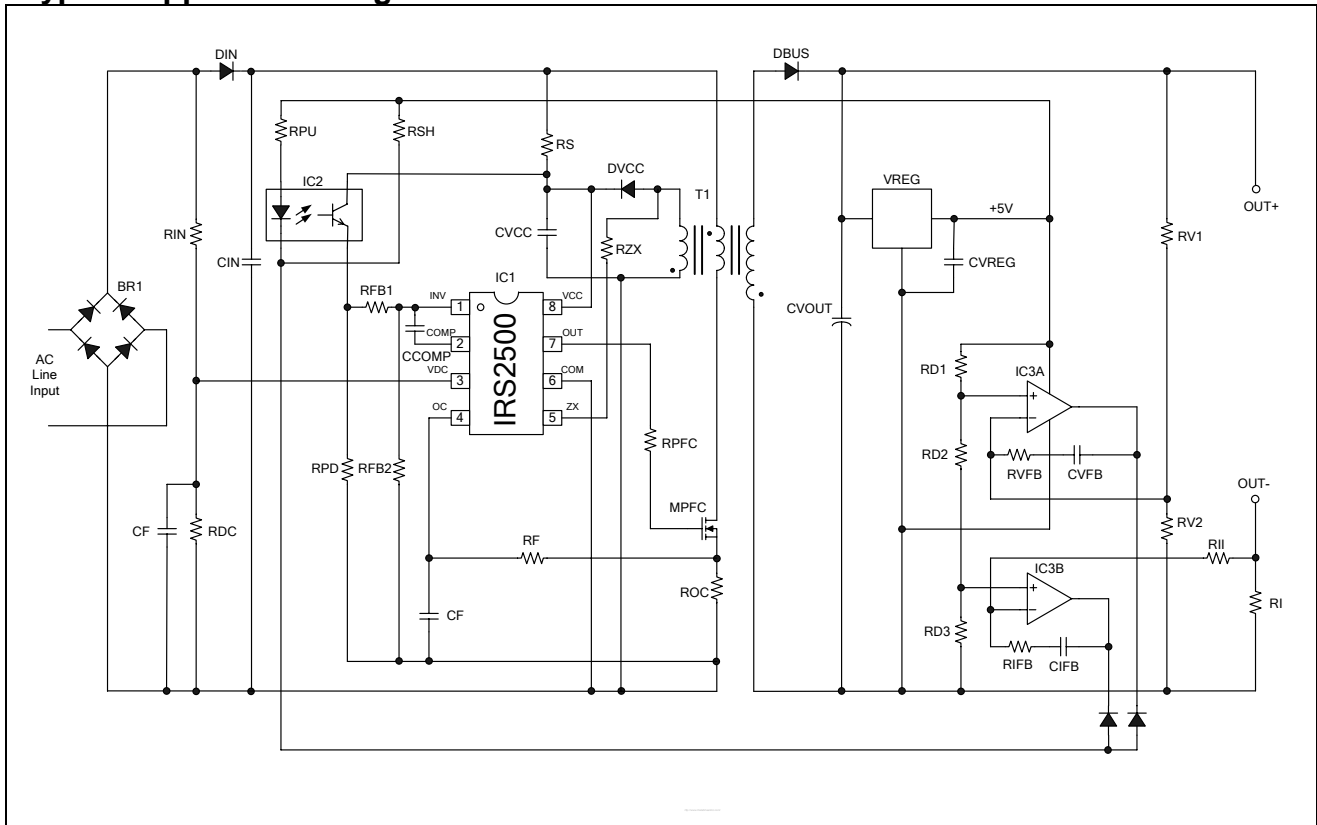 DIN
DBUS
RPU
RSH
RS
DVCC
IC2
T1
VREG
+5V
OUT+
RIN
CIN
CVCC
RZX
CVREG
RV1
BR1
IC1
RFB1
INV
1
8
VCC
CVOUT
COMP
2
7
OUT
CCOMP
IRS2500
AC
Line
Input
VDC
3
6
COM
RD1
IC3A
+
−
OC
4
5
ZX
RPFC
RPD
RFB2
RD2
RVFB
CVFB
OUT-
MPFC
CF
RDC
RV2
RF
RII
IC3B
ROC
+
−
RI
CF
RD3
RIFB
CIFB